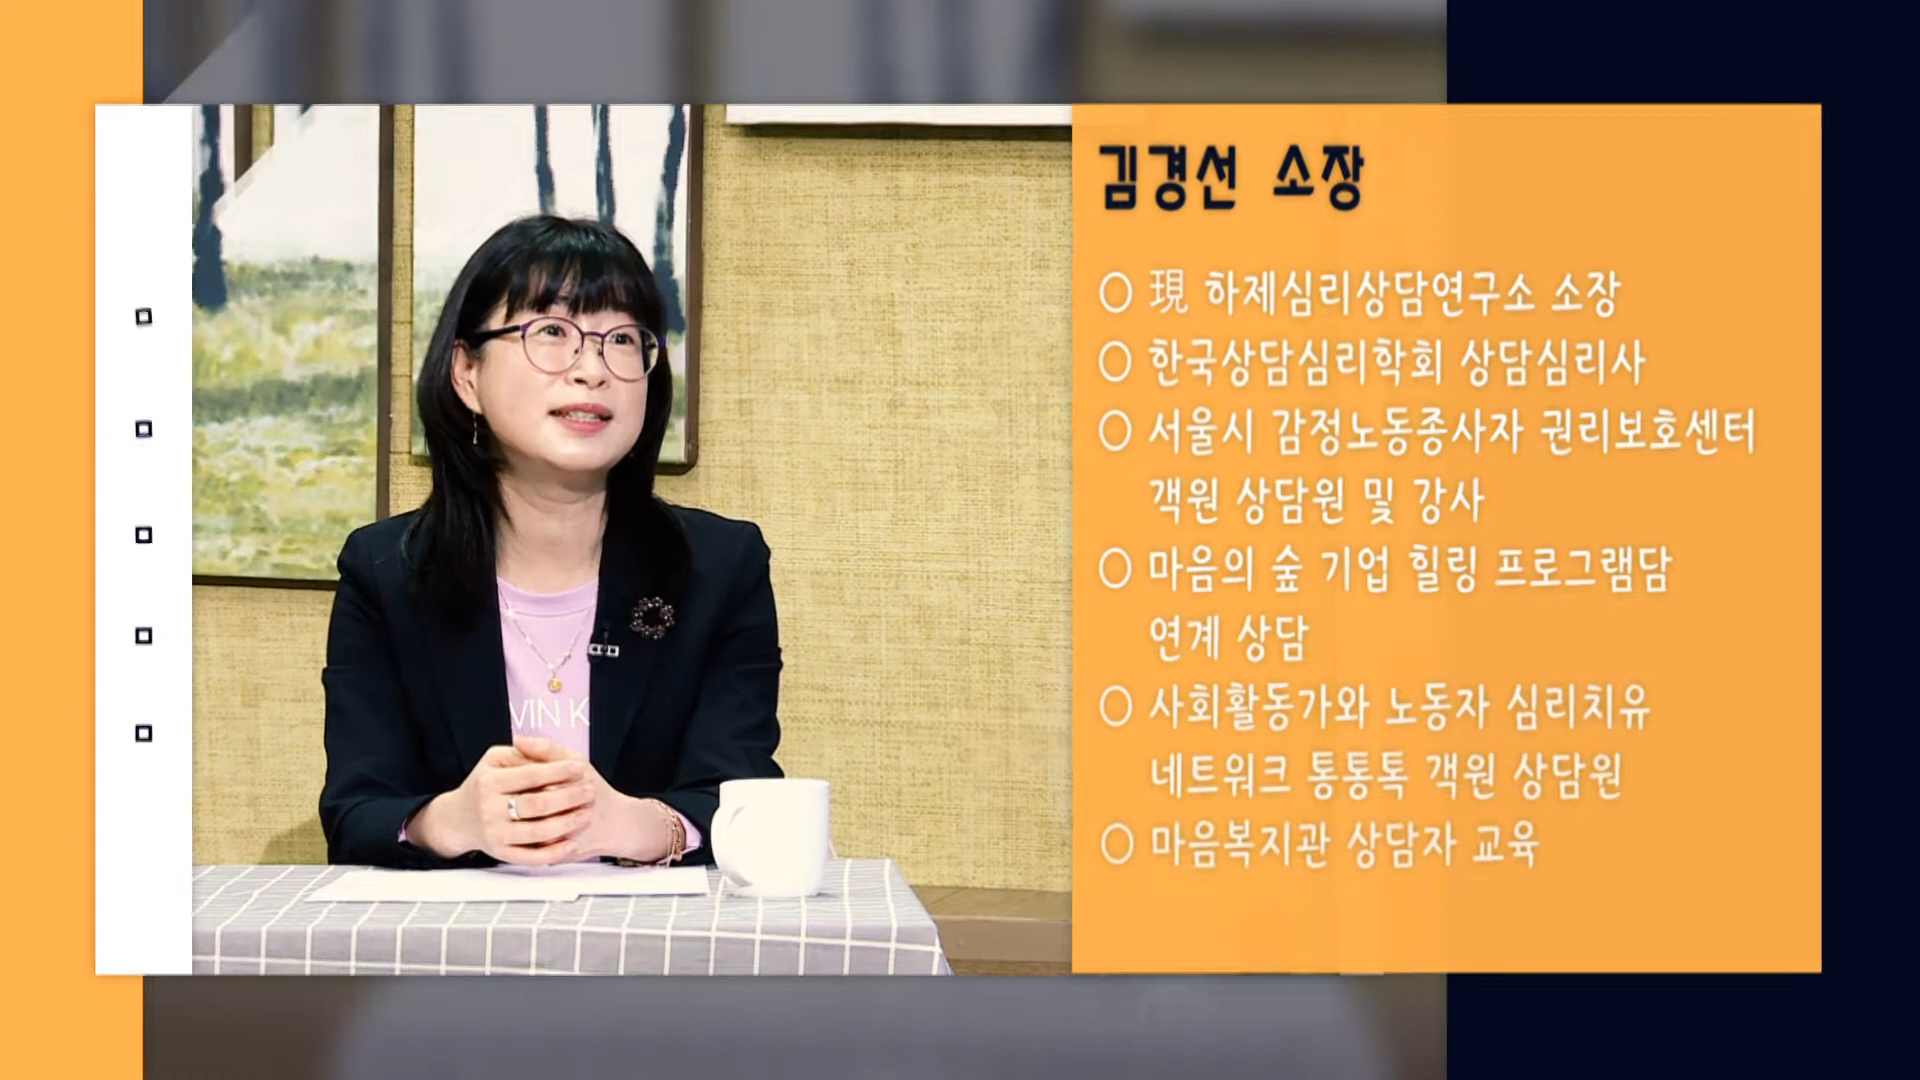 김경선 소장
○ 現 하제심리상담연구소 소장
○ 한국상담심리학회 상담심리사
○ 서울시 감정노동종사자 권리보호센터
객원 상담원 및 강사
○ 마음의 숲 기업 힐링 프로그램담
연계 상담
○ 사회활동가와 노동자 심리치유
네트워크 통통톡 객원 상담원
○ 마음복지관 상담자 교육
VIN K